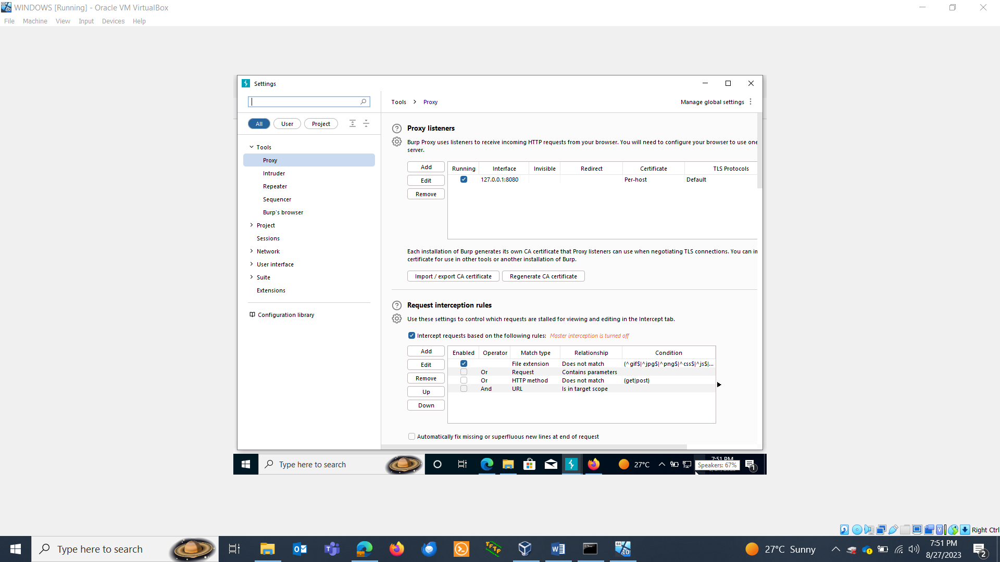 WINDOWS [Running] - Oracle VM VirtualBox
File Machine View Input Devices Help
Settings
Tools > Proxy
Manage global settings
All User Project
Tools
Proxy
Intruder
Repeater
Sequencer
Burp's browser
Project
Sessions
Network
User interface
Suite
Extensions
Configuration library
Proxy listeners
Burp Proxy uses listeners to receive incoming HTTP requests from your browser. You will need to configure your browser to use one
server.
Add
Edit
Remove
Running Interface Invisible Redirect Certificate TLS Protocols
127.0.0.1:8080 Per-host Default
Each installation of Burp generates its own CA certificate that Proxy listeners can use when negotiating TLS connections. You can
certificate for use in other tools or another installation of Burp.
Import / export CA certificate Regenerate CA certificate
Request interception rules
Use these settings to control which requests are stalled for viewing and editing in the Intercept tab.
Intercept requests based on the following rules: Master interception is turned off
Add
Edit
Remove
Up
Down
Enabled Operator Match type Relationship Condition
File extension Does not match (^gif$|^jpg$|^png$|^css$|^js$|...
Or Request Contains parameters
Or HTTP method Does not match (get|post)
And URL Is in target scope
Automatically fix missing or superfluous new lines at end of request
Type here to search
27°C
7:51 PM
Speakers: 67%
1
Right Ctrl
Type here to search
27°C Sunny
7:51 PM
8/27/2023
2